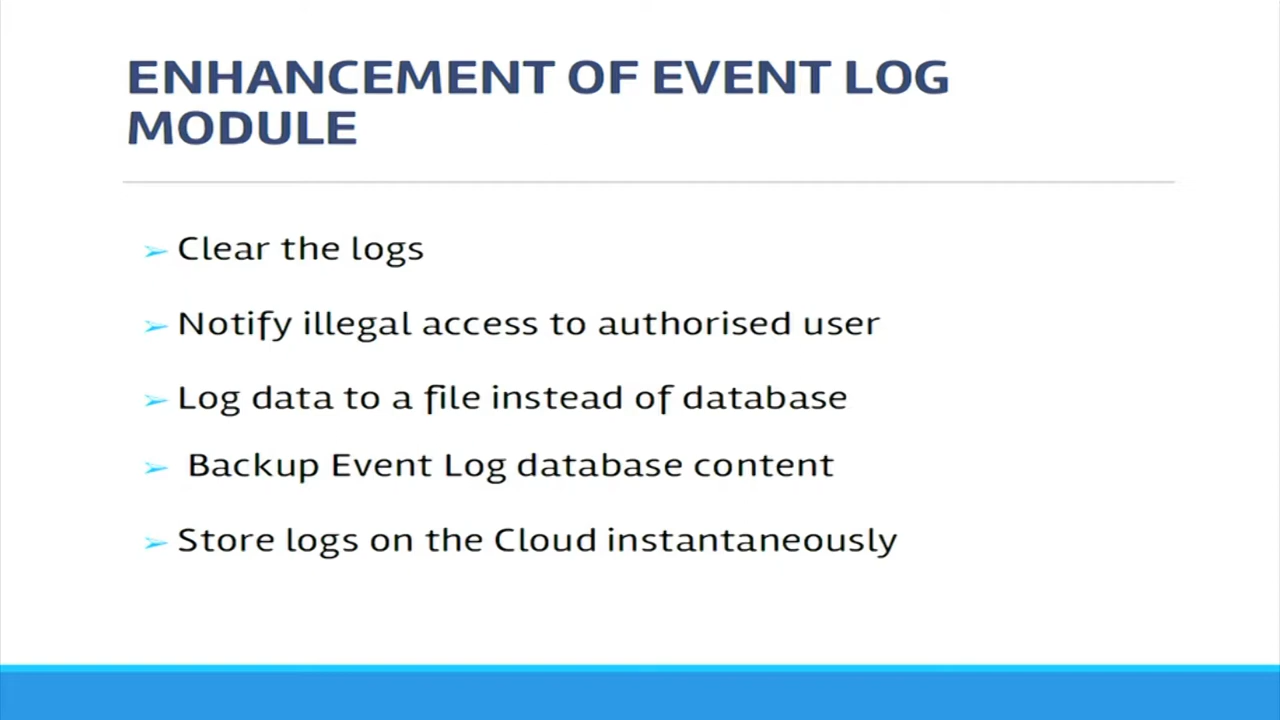 ENHANCEMENT OF EVENT LOG
MODULE
➢ Clear the logs
➢ Notify illegal access to authorised user
➢ Log data to a file instead of database
➢ Backup Event Log database content
➢ Store logs on the Cloud instantaneously